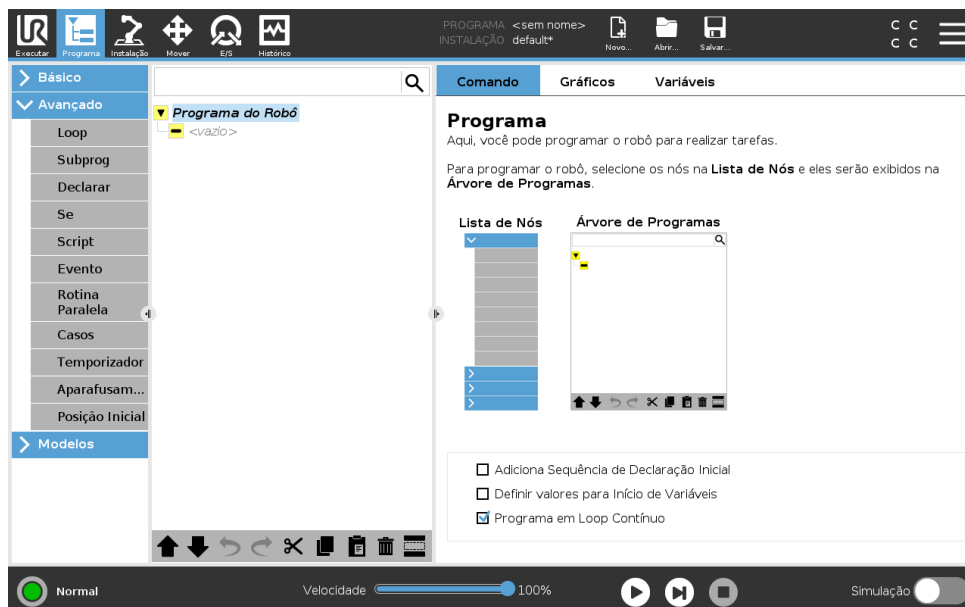 UR
Executar
Programa
Instalação
Mover
E/S
Histórico
PROGRAMA <sem nome>
INSTALAÇÃO default*
Novo...
Abrir...
Salvar...
C C
C C
Básico
Avançado
Loop
Subprog
Declarar
Se
Script
Evento
Rotina
Paralela
Casos
Temporizador
Aparafusam...
Posição Inicial
Modelos
Programa do Robô
<vazio>
Comando
Gráficos
Variáveis
Programa
Aqui, você pode programar o robô para realizar tarefas.
Para programar o robô, selecione os nós na Lista de Nós e eles serão exibidos na
Árvore de Programas.
Lista de Nós
Árvore de Programas
Adiciona Sequência de Declaração Inicial
Definir valores para Início de Variáveis
Programa em Loop Contínuo
Normal
Velocidade
100%
Simulação